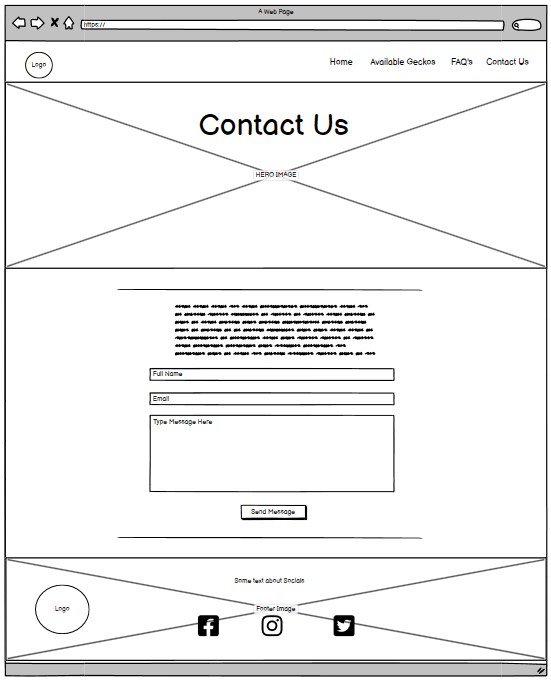 A Web Page
https://
Logo
Home Available Geckos FAQ's Contact Us
Contact Us
HERO IMAGE
Full Name
Email
Type Message Here
Send Message
Some text about Socials
Logo
Footer Image